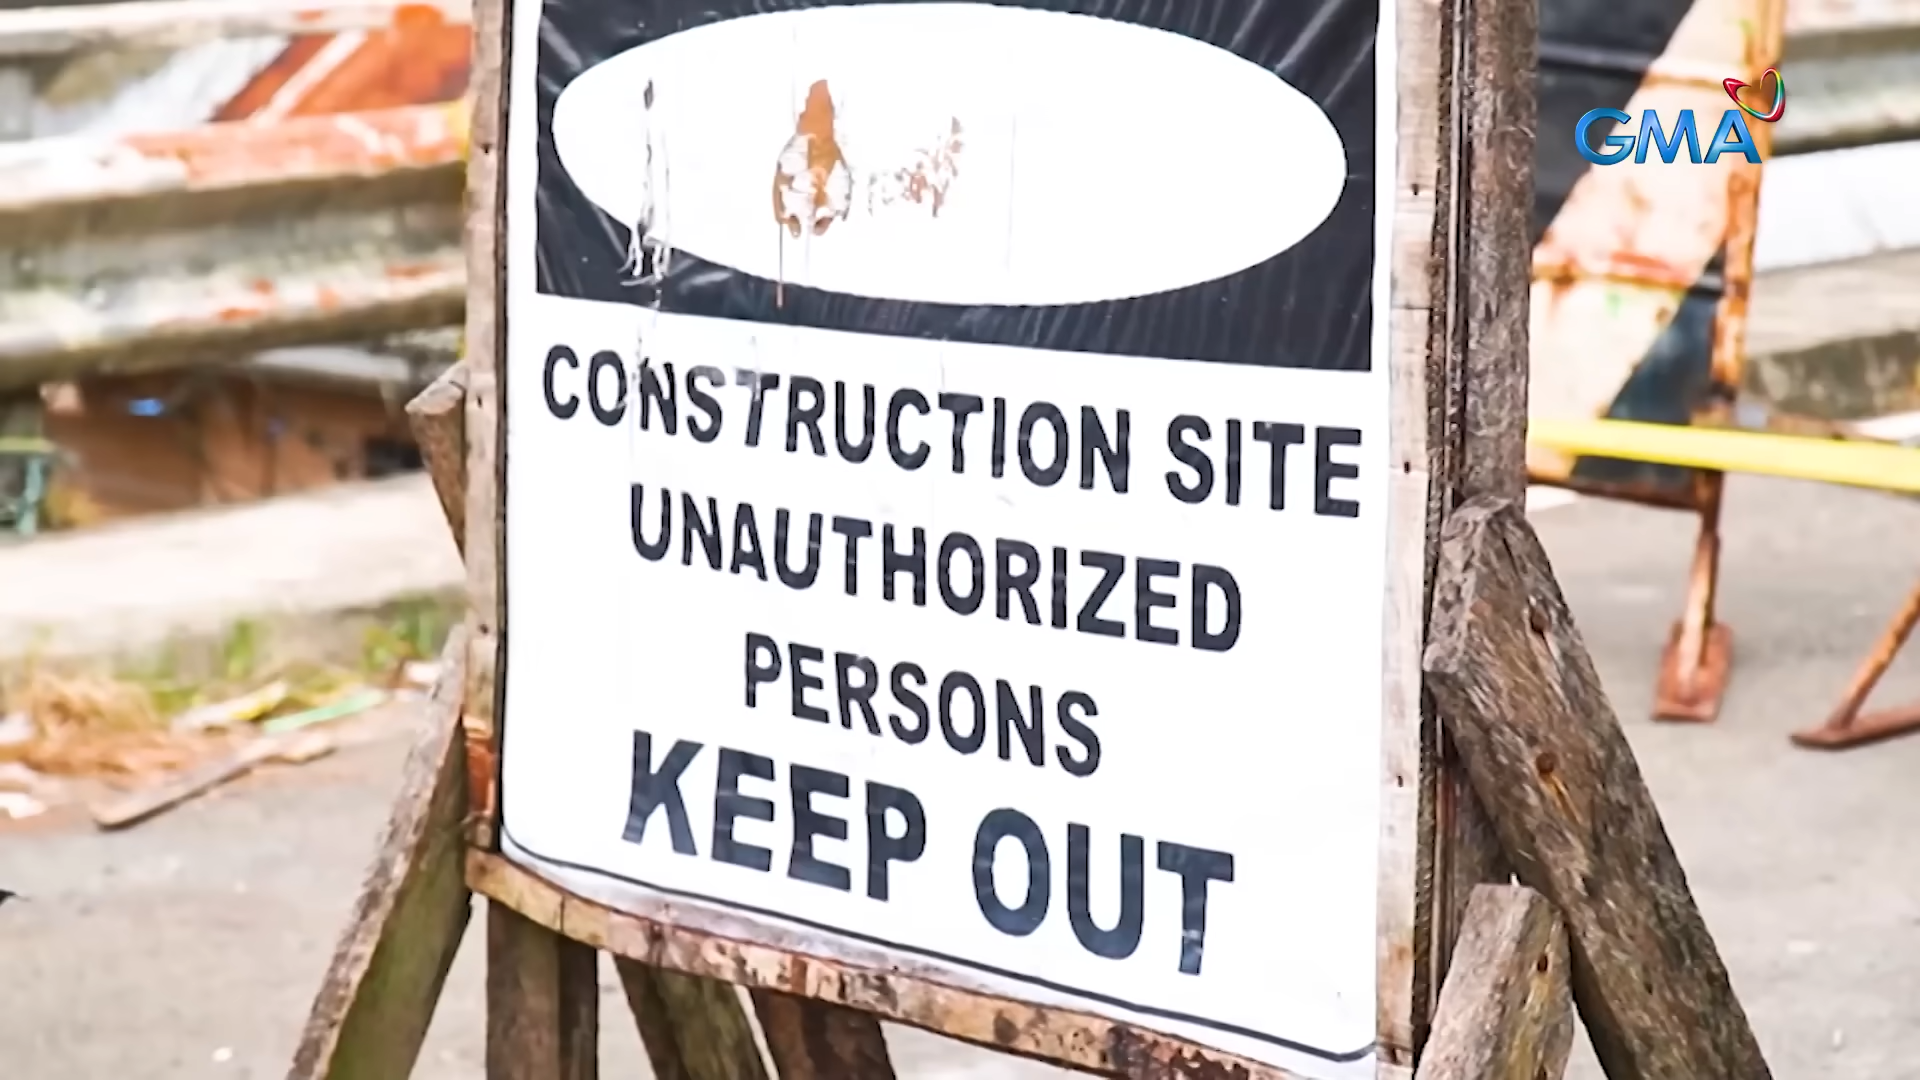 GMA
CONSTRUCTION SITE
UNAUTHORIZED
PERSONS
KEEP OUT